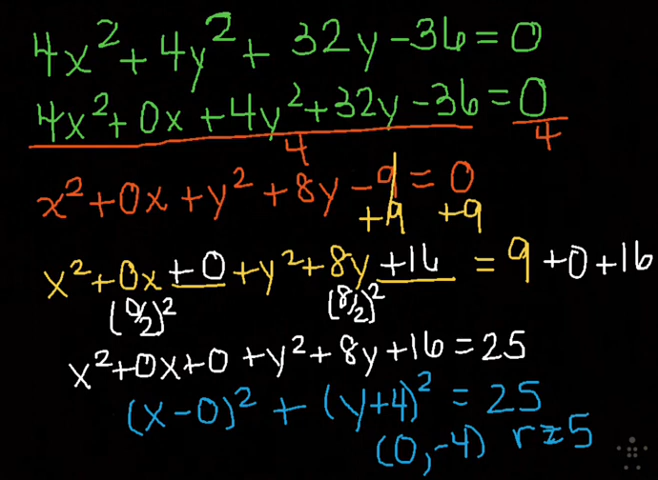 4x² + 4y² + 32y - 36 = 0
4x² + 0x + 4y² + 32y - 36 = 0
4 4
x² + 0x + y² + 8y - 9 = 0
+9 +9
x² + 0x + 0 + y² + 8y + 16 = 9 + 0 + 16
(0/2)² (8/2)²
x² + 0x + 0 + y² + 8y + 16 = 25
(x - 0)² + (y + 4)² = 25
(0, -4) r = 5